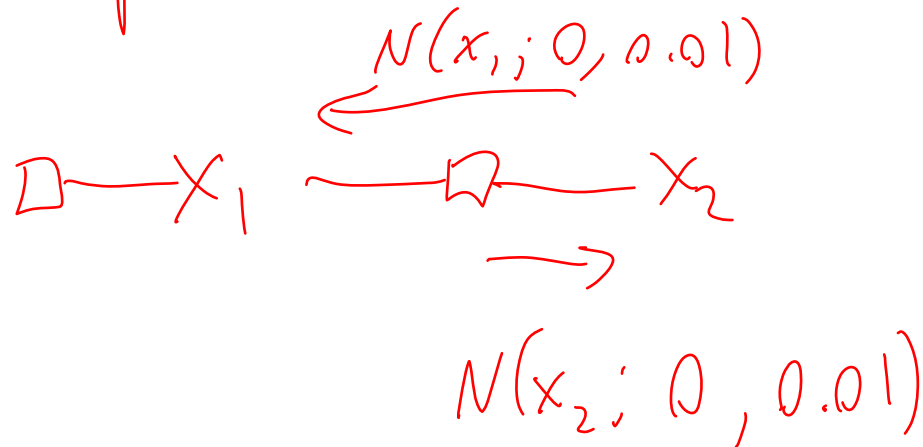 N(x₁; 0, 0.01)
X₁ X₂
N(x₂; 0, 0.01)